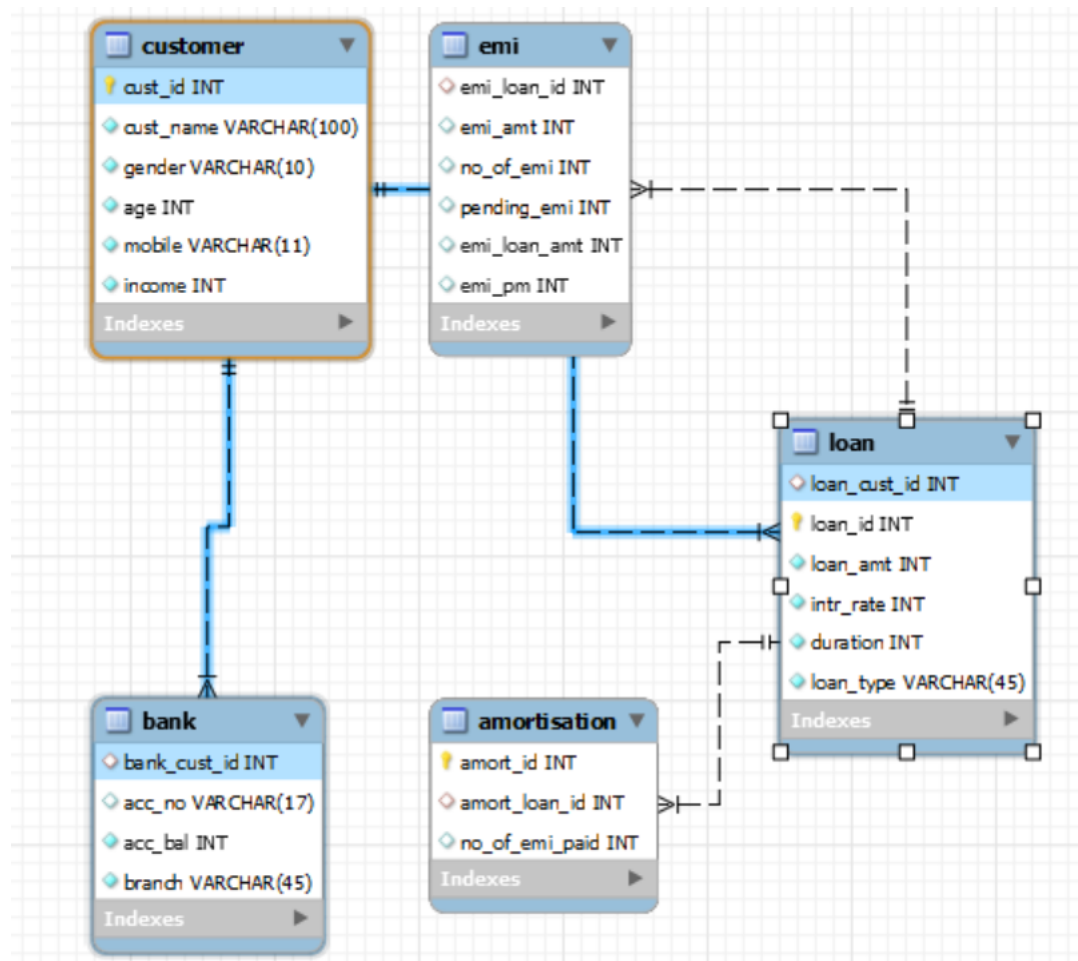 customer
cust_id INT
cust_name VARCHAR(100)
gender VARCHAR(10)
age INT
mobile VARCHAR(11)
income INT
Indexes
emi
emi_loan_id INT
emi_amt INT
no_of_emi INT
pending_emi INT
emi_loan_amt INT
emi_pm INT
Indexes
loan
loan_cust_id INT
loan_id INT
loan_amt INT
intr_rate INT
duration INT
loan_type VARCHAR(45)
Indexes
bank
bank_cust_id INT
acc_no VARCHAR(17)
acc_bal INT
branch VARCHAR(45)
Indexes
amortisation
amort_id INT
amort_loan_id INT
no_of_emi_paid INT
Indexes